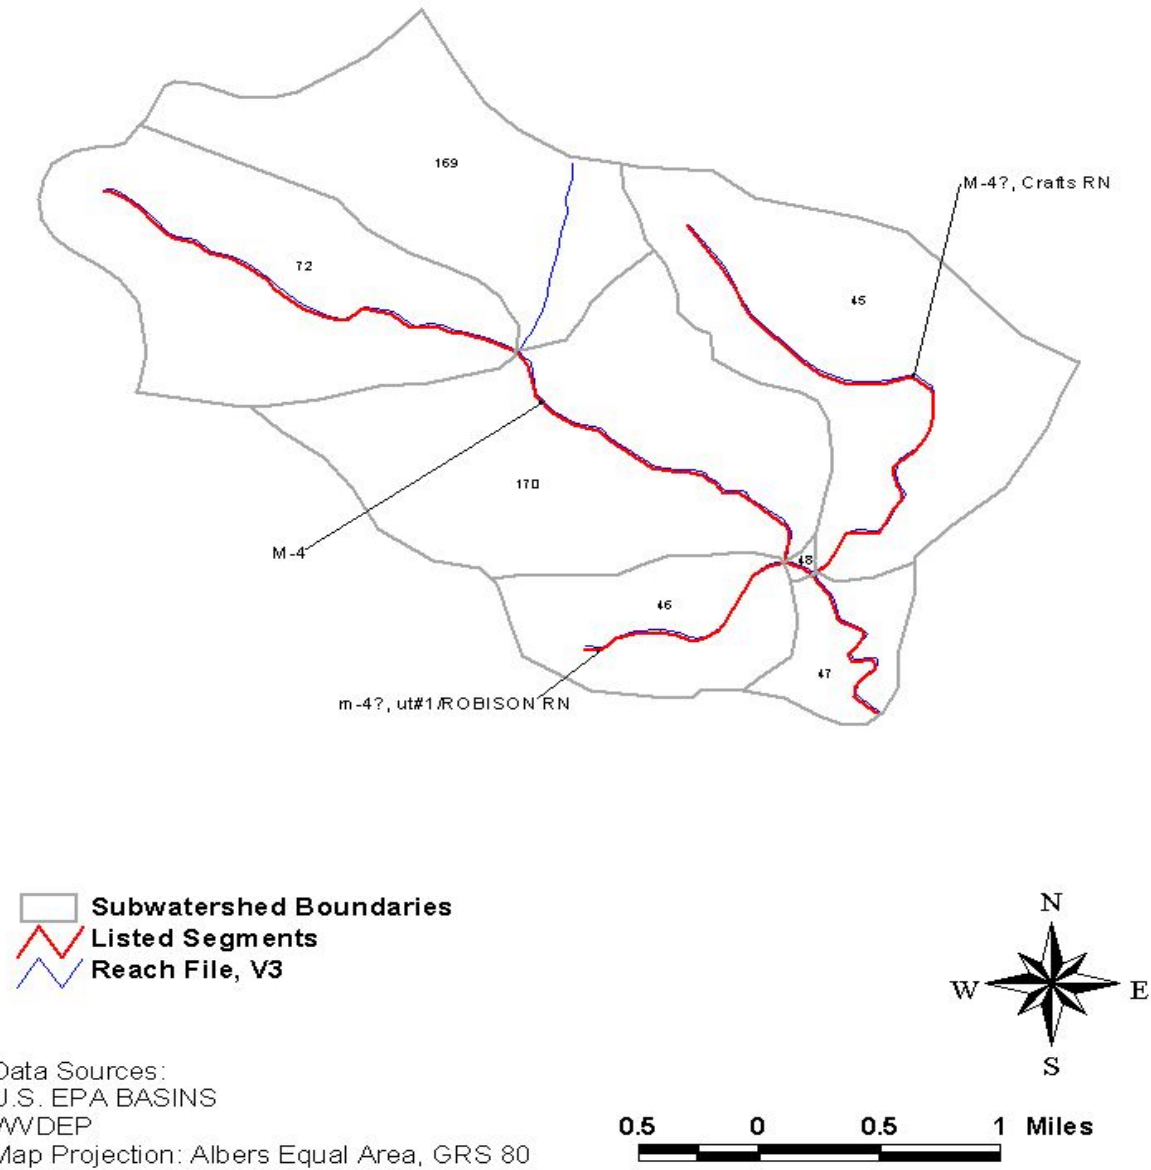 169
M-4?, Crafts RN
72
45
170
M-4
48
46
47
m-4?, ut#1/ROBISON RN
Subwatershed Boundaries
Listed Segments
Reach File, V3
N
W E
S
Data Sources:
U.S. EPA BASINS
WVDEP
Map Projection: Albers Equal Area, GRS 80
0.5 0 0.5 1 Miles